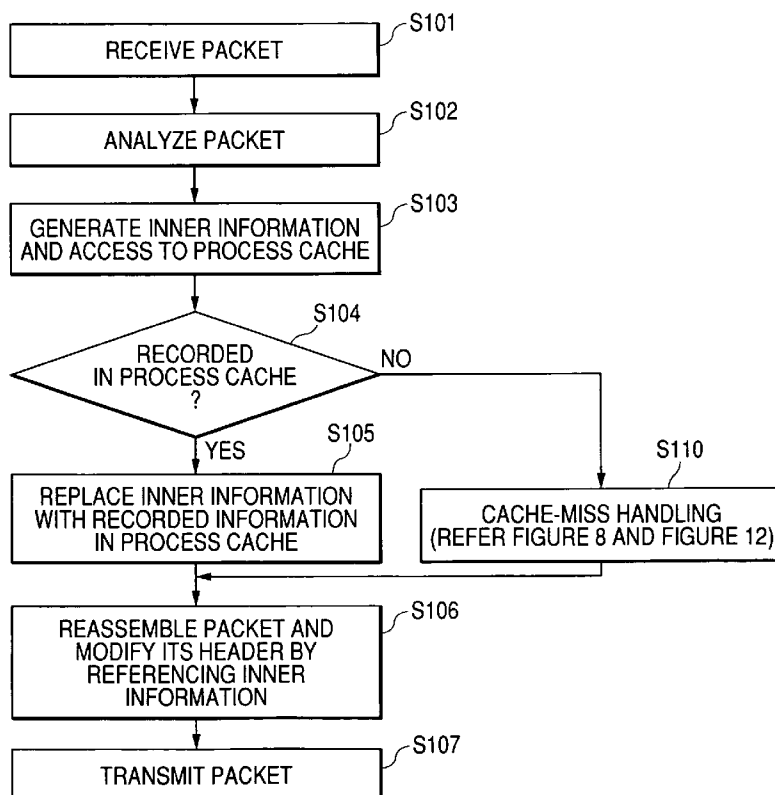 S101
RECEIVE PACKET
S102
ANALYZE PACKET
S103
GENERATE INNER INFORMATION
AND ACCESS TO PROCESS CACHE
S104
RECORDED
IN PROCESS CACHE
?
NO
YES
S105
REPLACE INNER INFORMATION
WITH RECORDED INFORMATION
IN PROCESS CACHE
S110
CACHE-MISS HANDLING
(REFER FIGURE 8 AND FIGURE 12)
S106
REASSEMBLE PACKET AND
MODIFY ITS HEADER BY
REFERENCING INNER
INFORMATION
S107
TRANSMIT PACKET